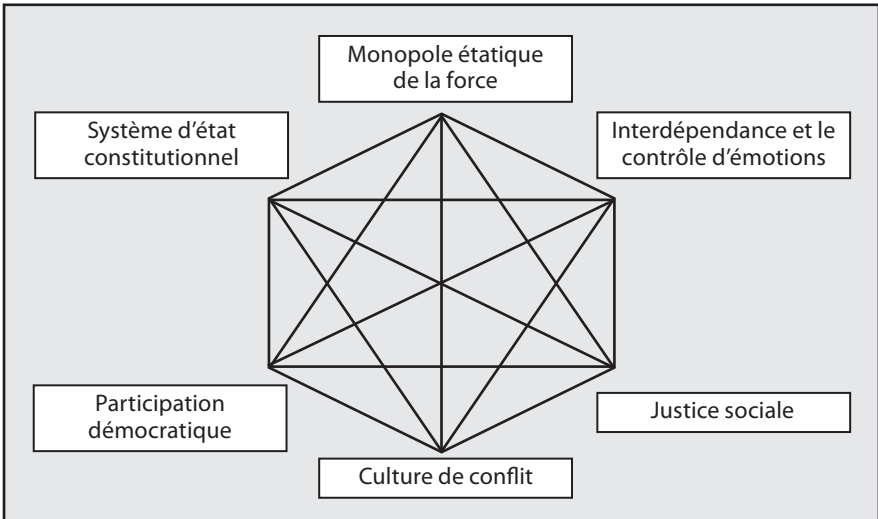 Monopole étatique
de la force
Système d'état
constitutionnel
Interdépendance et le
contrôle d'émotions
Participation
démocratique
Justice sociale
Culture de conflit